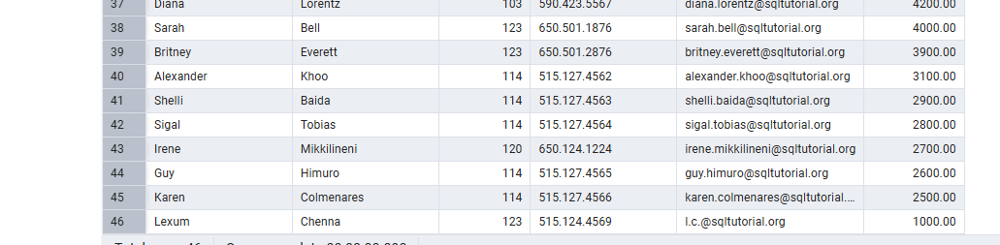 37 Diana Lorentz 103 590.423.5567 diana.lorentz@sqltutorial.org 4200.00
38 Sarah Bell 123 650.501.1876 sarah.bell@sqltutorial.org 4000.00
39 Britney Everett 123 650.501.2876 britney.everett@sqltutorial.org 3900.00
40 Alexander Khoo 114 515.127.4562 alexander.khoo@sqltutorial.org 3100.00
41 Shelli Baida 114 515.127.4563 shelli.baida@sqltutorial.org 2900.00
42 Sigal Tobias 114 515.127.4564 sigal.tobias@sqltutorial.org 2800.00
43 Irene Mikkilineni 120 650.124.1224 irene.mikkilineni@sqltutorial.org 2700.00
44 Guy Himuro 114 515.127.4565 guy.himuro@sqltutorial.org 2600.00
45 Karen Colmenares 114 515.127.4566 karen.colmenares@sqltutorial.... 2500.00
46 Lexum Chenna 123 515.124.4569 l.c.@sqltutorial.org 1000.00